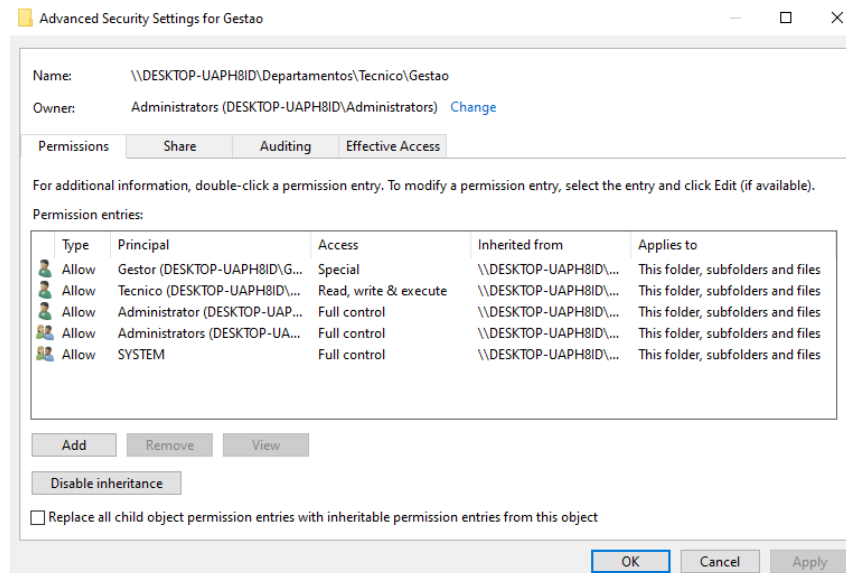 Advanced Security Settings for Gestao
Name: \\DESKTOP-UAPH8ID\Departamentos\Tecnico\Gestao
Owner: Administrators (DESKTOP-UAPH8ID\Administrators) Change
Permissions Share Auditing Effective Access
For additional information, double-click a permission entry. To modify a permission entry, select the entry and click Edit (if available).
Permission entries:
Type Principal Access Inherited from Applies to
Allow Gestor (DESKTOP-UAPH8ID\G... Special \\DESKTOP-UAPH8ID\... This folder, subfolders and files
Allow Tecnico (DESKTOP-UAPH8ID\... Read, write & execute \\DESKTOP-UAPH8ID\... This folder, subfolders and files
Allow Administrator (DESKTOP-UAP... Full control \\DESKTOP-UAPH8ID\... This folder, subfolders and files
Allow Administrators (DESKTOP-UA... Full control \\DESKTOP-UAPH8ID\... This folder, subfolders and files
Allow SYSTEM Full control \\DESKTOP-UAPH8ID\... This folder, subfolders and files
Add Remove View
Disable inheritance
Replace all child object permission entries with inheritable permission entries from this object
OK Cancel Apply